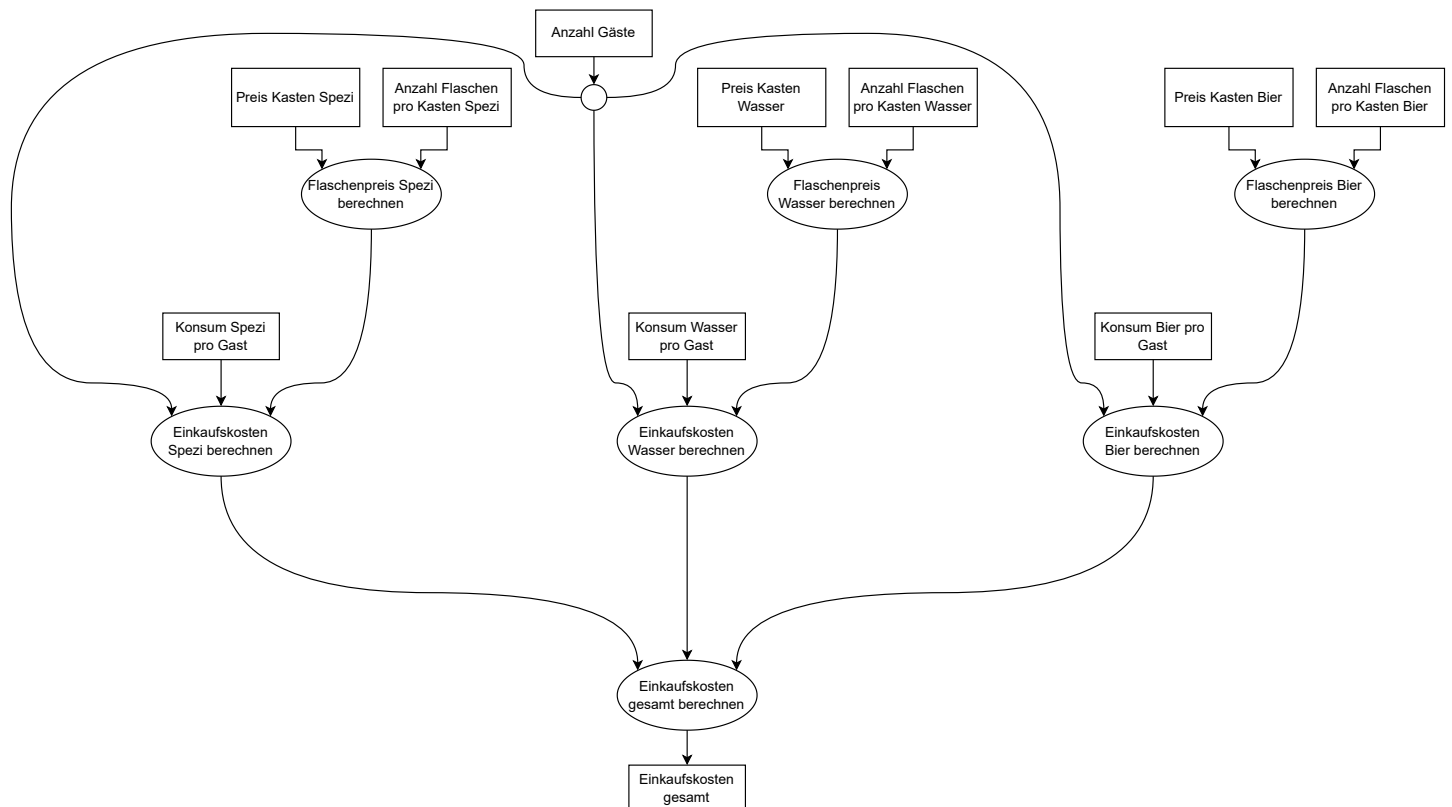 Anzahl Gäste
Preis Kasten Spezi
Anzahl Flaschen
pro Kasten Spezi
Preis Kasten
Wasser
Anzahl Flaschen
pro Kasten Wasser
Preis Kasten Bier
Anzahl Flaschen
pro Kasten Bier
Flaschenpreis Spezi
berechnen
Flaschenpreis
Wasser berechnen
Flaschenpreis Bier
berechnen
Konsum Spezi
pro Gast
Konsum Wasser
pro Gast
Konsum Bier pro
Gast
Einkaufskosten
Spezi berechnen
Einkaufskosten
Wasser berechnen
Einkaufskosten
Bier berechnen
Einkaufskosten
gesamt berechnen
Einkaufskosten
gesamt